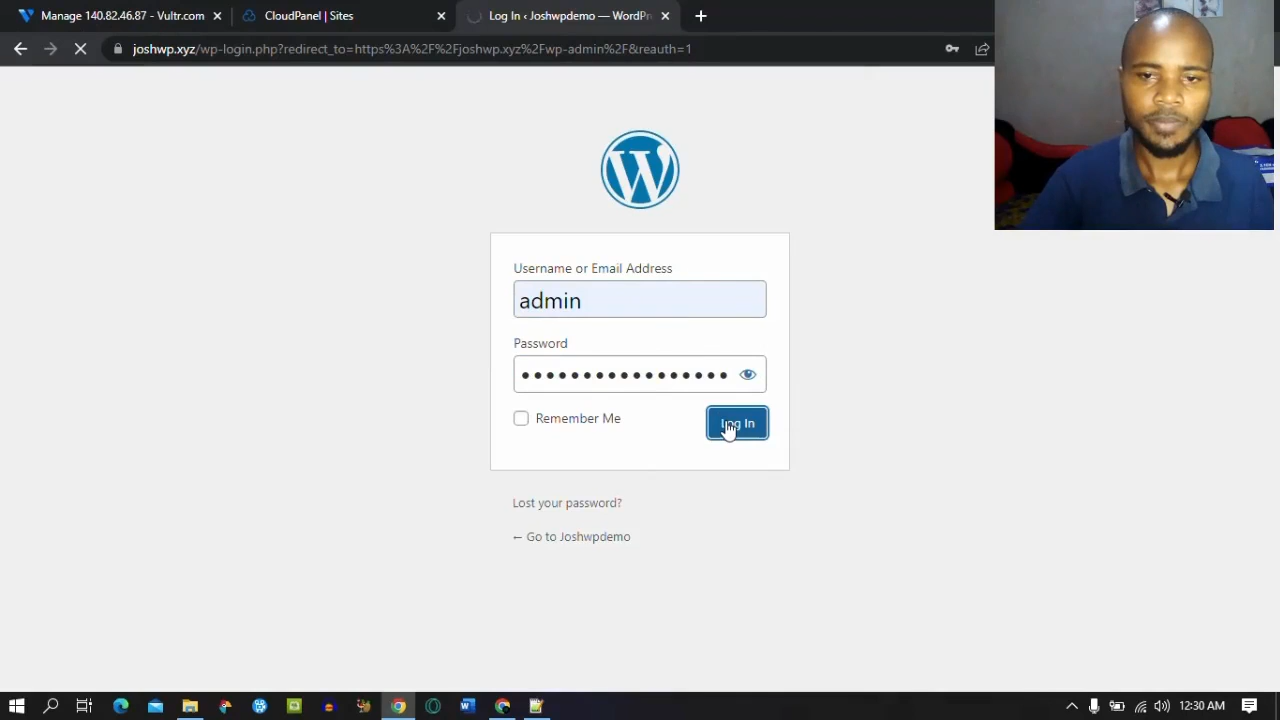 Manage 140.82.46.87 - Vultr.com
CloudPanel | Sites
Log In ‹ Joshwpdemo — WordPr
joshwp.xyz/wp-login.php?redirect_to=https%3A%2F%2Fjoshwp.xyz%2Fwp-admin%2F&reauth=1
Username or Email Address
admin
Password
Remember Me
Log In
Lost your password?
← Go to Joshwpdemo
12:30 AM